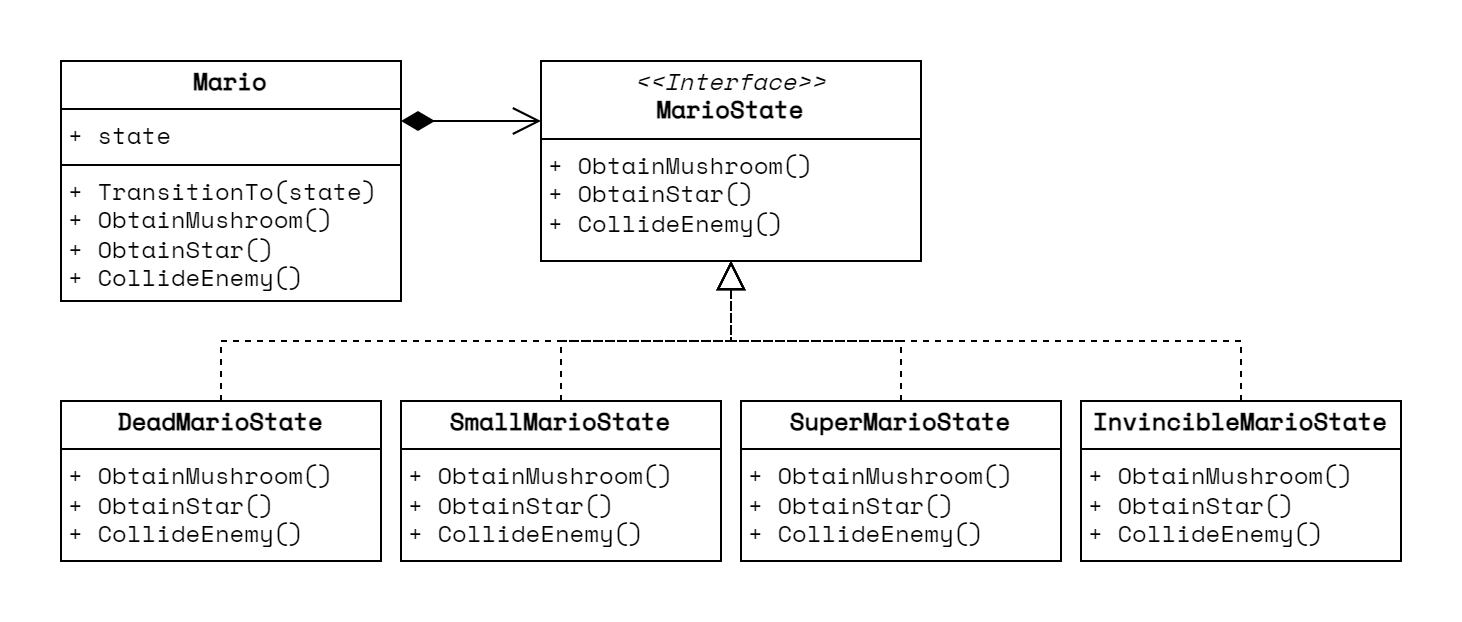 Mario
+ state
+ TransitionTo(state)
+ ObtainMushroom()
+ ObtainStar()
+ CollideEnemy()
<<Interface>>
MarioState
+ ObtainMushroom()
+ ObtainStar()
+ CollideEnemy()
DeadMarioState
+ ObtainMushroom()
+ ObtainStar()
+ CollideEnemy()
SmallMarioState
+ ObtainMushroom()
+ ObtainStar()
+ CollideEnemy()
SuperMarioState
+ ObtainMushroom()
+ ObtainStar()
+ CollideEnemy()
InvincibleMarioState
+ ObtainMushroom()
+ ObtainStar()
+ CollideEnemy()